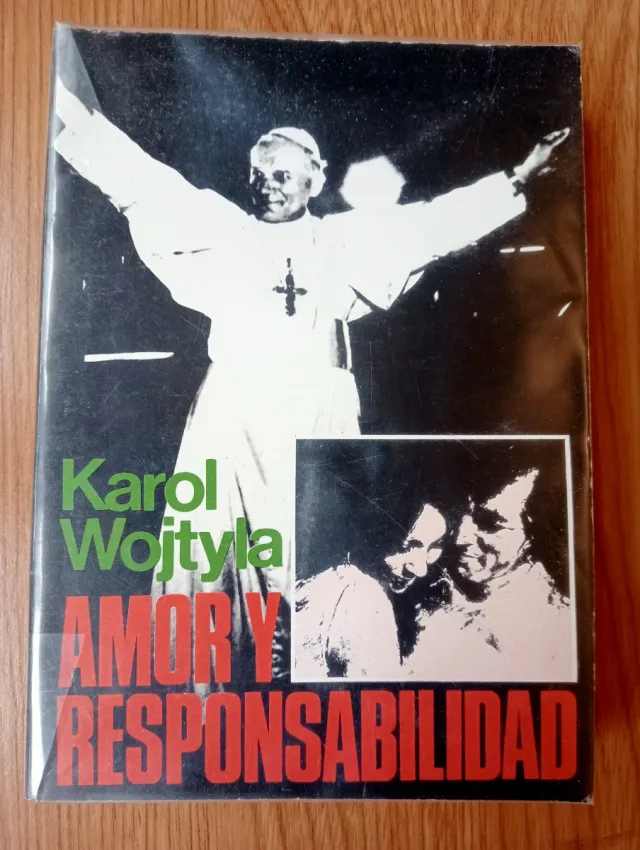 Karol
Wojtyla
AMOR Y
RESPONSABILIDAD